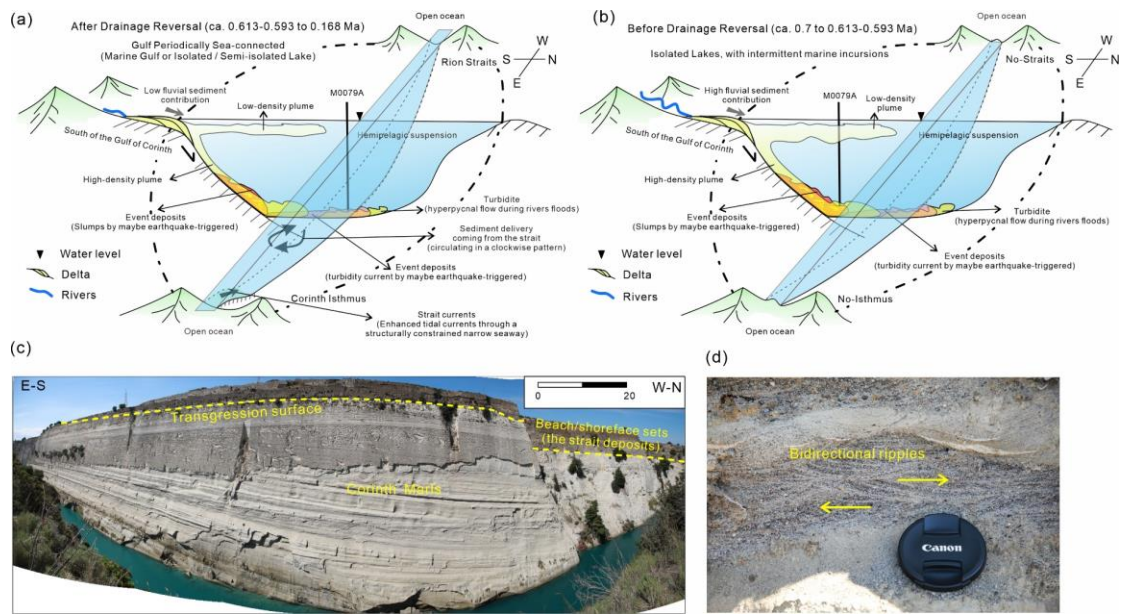 (a)
After Drainage Reversal (ca. 0.613-0.593 to 0.168 Ma)
Gulf Periodically Sea-connected
(Marine Gulf or Isolated / Semi-isolated Lake)
Open ocean
Rion Straits
W
S
N
E
Low fluvial sediment
contribution
Low-density plume
M0079A
Hemipelagic suspension
South of the Gulf of Corinth
High-density plume
Event deposits
(Slumps by maybe earthquake-triggered)
Turbidite
(hyperpycnal flow during rivers floods)
Sediment delivery
coming from the strait
(circulating in a clockwise pattern)
Event deposits
(turbidity current by maybe earthquake-triggered)
Water level
Delta
Rivers
Corinth Isthmus
Open ocean
Strait currents
(Enhanced tidal currents through a
structurally constrained narrow seaway)
(b)
Before Drainage Reversal (ca. 0.7 to 0.613-0.593 Ma)
Isolated Lakes, with intermittent marine incursions
Open ocean
No-Straits
W
S
N
E
High fluvial sediment
contribution
Low-density
plume
M0079A
Hemipelagic suspension
South of the Gulf of Corinth
High-density plume
Event deposits
(Slumps by maybe earthquake-triggered)
Turbidite
(hyperpycnal flow during rivers floods)
Event deposits
(turbidity current by maybe earthquake-triggered)
Water level
Delta
Rivers
No-Isthmus
Open ocean
(c)
E-S
W-N
0
20
Transgression surface
Beach/shoreface sets
(the strait deposits)
Corinth Marls
(d)
Bidirectional ripples
Canon